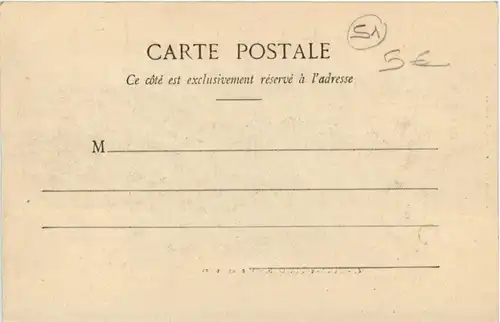 51
CARTE POSTALE
5€
Ce côté est exclusivement réservé à l'adresse
M